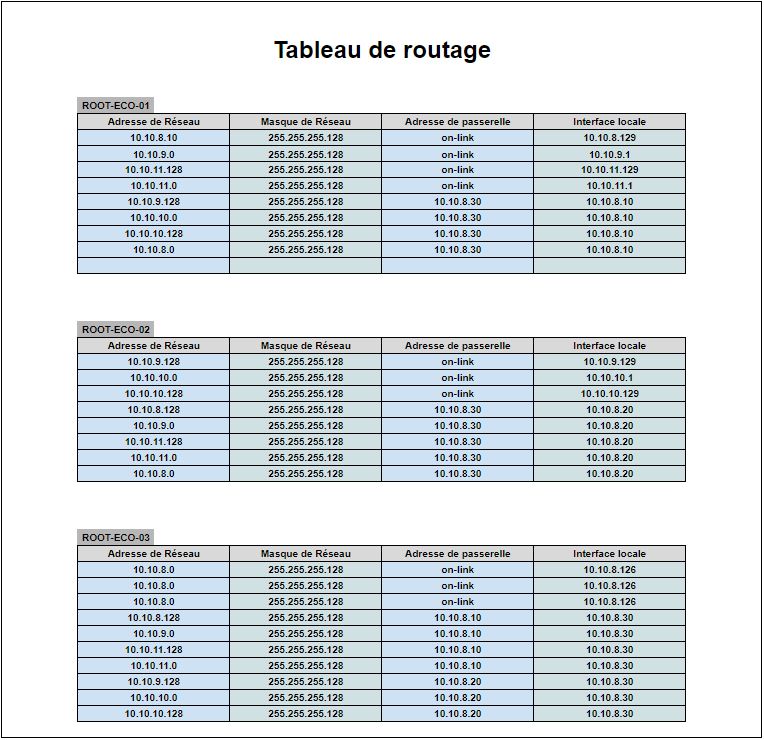 Tableau de routage
ROOT-ECO-01
Adresse de Réseau Masque de Réseau Adresse de passerelle Interface locale
10.10.8.10 255.255.255.128 on-link 10.10.8.129
10.10.9.0 255.255.255.128 on-link 10.10.9.1
10.10.11.128 255.255.255.128 on-link 10.10.11.129
10.10.11.0 255.255.255.128 on-link 10.10.11.1
10.10.9.128 255.255.255.128 10.10.8.30 10.10.8.10
10.10.10.0 255.255.255.128 10.10.8.30 10.10.8.10
10.10.10.128 255.255.255.128 10.10.8.30 10.10.8.10
10.10.8.0 255.255.255.128 10.10.8.30 10.10.8.10
ROOT-ECO-02
Adresse de Réseau Masque de Réseau Adresse de passerelle Interface locale
10.10.9.128 255.255.255.128 on-link 10.10.9.129
10.10.10.0 255.255.255.128 on-link 10.10.10.1
10.10.10.128 255.255.255.128 on-link 10.10.10.129
10.10.8.128 255.255.255.128 10.10.8.30 10.10.8.20
10.10.9.0 255.255.255.128 10.10.8.30 10.10.8.20
10.10.11.128 255.255.255.128 10.10.8.30 10.10.8.20
10.10.11.0 255.255.255.128 10.10.8.30 10.10.8.20
10.10.8.0 255.255.255.128 10.10.8.30 10.10.8.20
ROOT-ECO-03
Adresse de Réseau Masque de Réseau Adresse de passerelle Interface locale
10.10.8.0 255.255.255.128 on-link 10.10.8.126
10.10.8.0 255.255.255.128 on-link 10.10.8.126
10.10.8.0 255.255.255.128 on-link 10.10.8.126
10.10.8.128 255.255.255.128 10.10.8.10 10.10.8.30
10.10.9.0 255.255.255.128 10.10.8.10 10.10.8.30
10.10.11.128 255.255.255.128 10.10.8.10 10.10.8.30
10.10.11.0 255.255.255.128 10.10.8.10 10.10.8.30
10.10.9.128 255.255.255.128 10.10.8.20 10.10.8.30
10.10.10.0 255.255.255.128 10.10.8.20 10.10.8.30
10.10.10.128 255.255.255.128 10.10.8.20 10.10.8.30